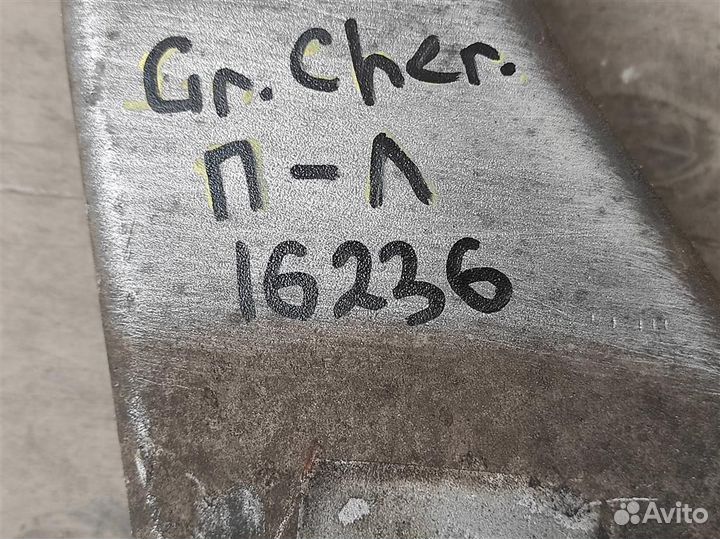 Gr. Cher.
П-Л
16236
Avito